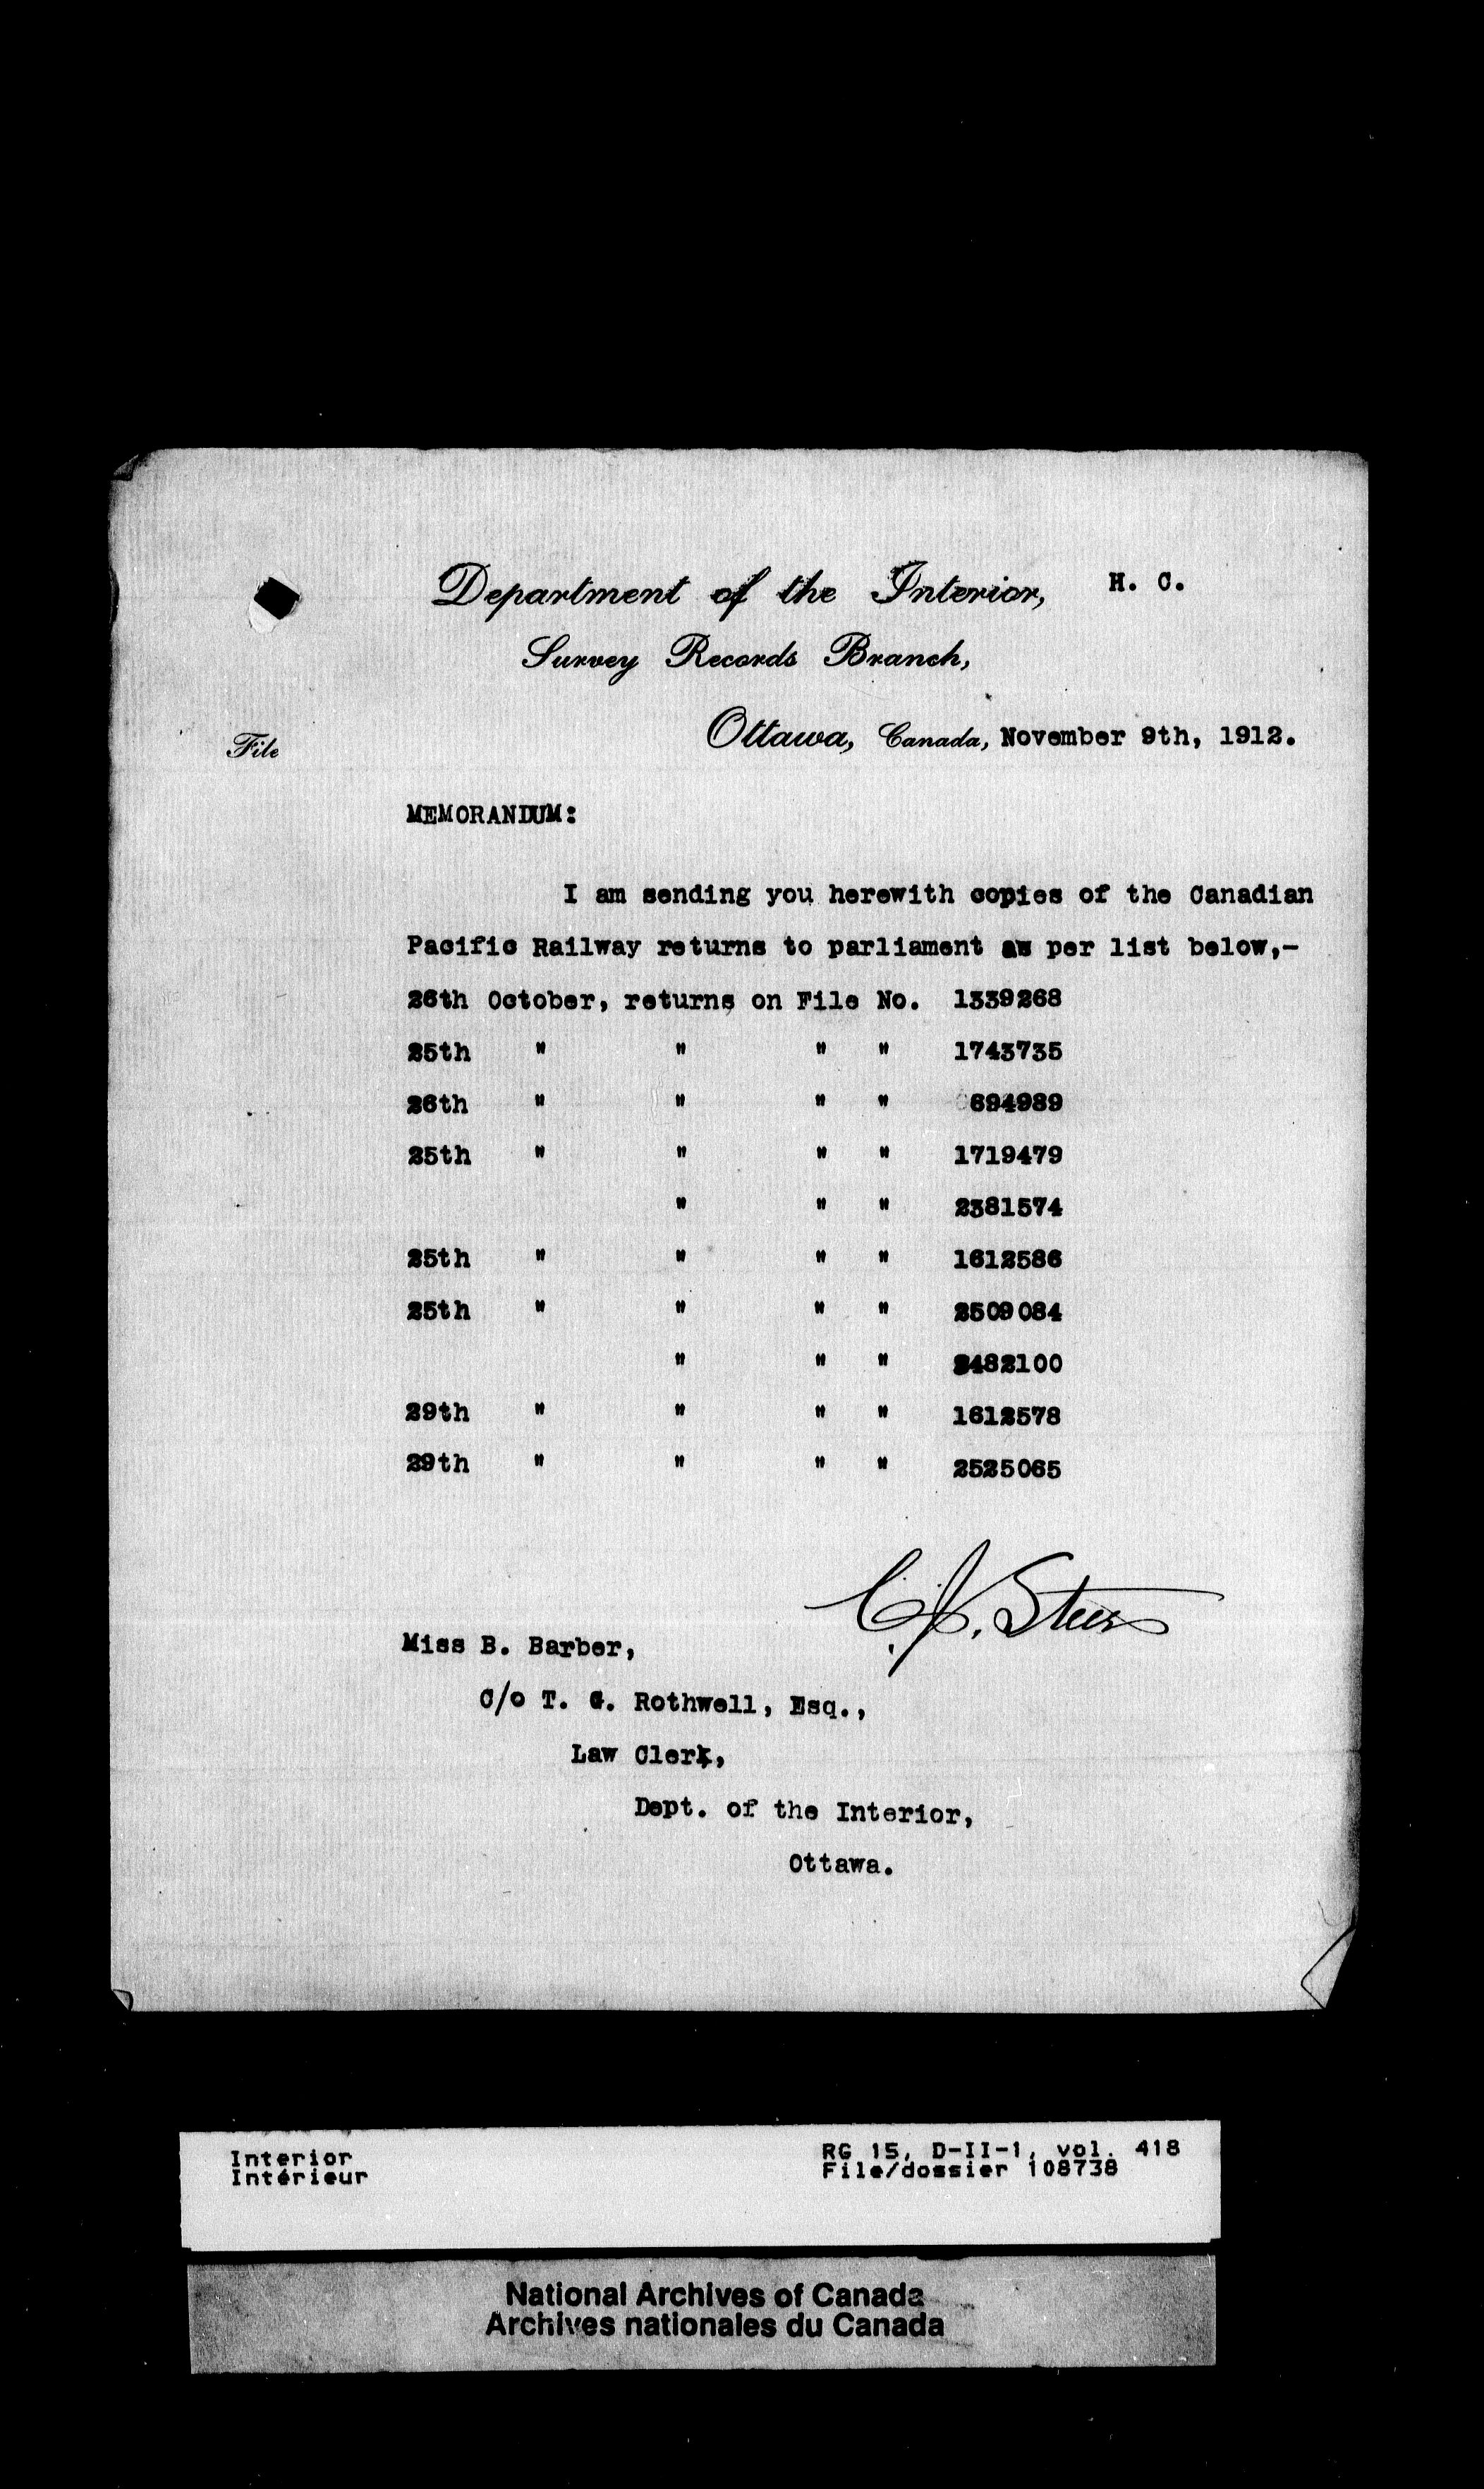 Department of the Interior, H. C.
Survey Records Branch,
Ottawa, Canada, November 9th, 1912.
File
MEMORANDUM:
I am sending you herewith copies of the Canadian
Pacific Railway returns to parliament as per list below,-
26th October, returns on File No. 1339268
25th " " " " 1743735
26th " " " " 694989
25th " " " " 1719479
" " " 2381574
25th " " " " 1612586
25th " " " " 2509084
" " " 2482100
29th " " " " 1612578
29th " " " " 2525065
C.J. Steers
Miss B. Barber,
C/o T. G. Rothwell, Esq.,
Law Clerk,
Dept. of the Interior,
Ottawa.
Interior
Intérieur
RG 15, D-II-1, vol. 418
File/dossier 108738
National Archives of Canada
Archives nationales du Canada